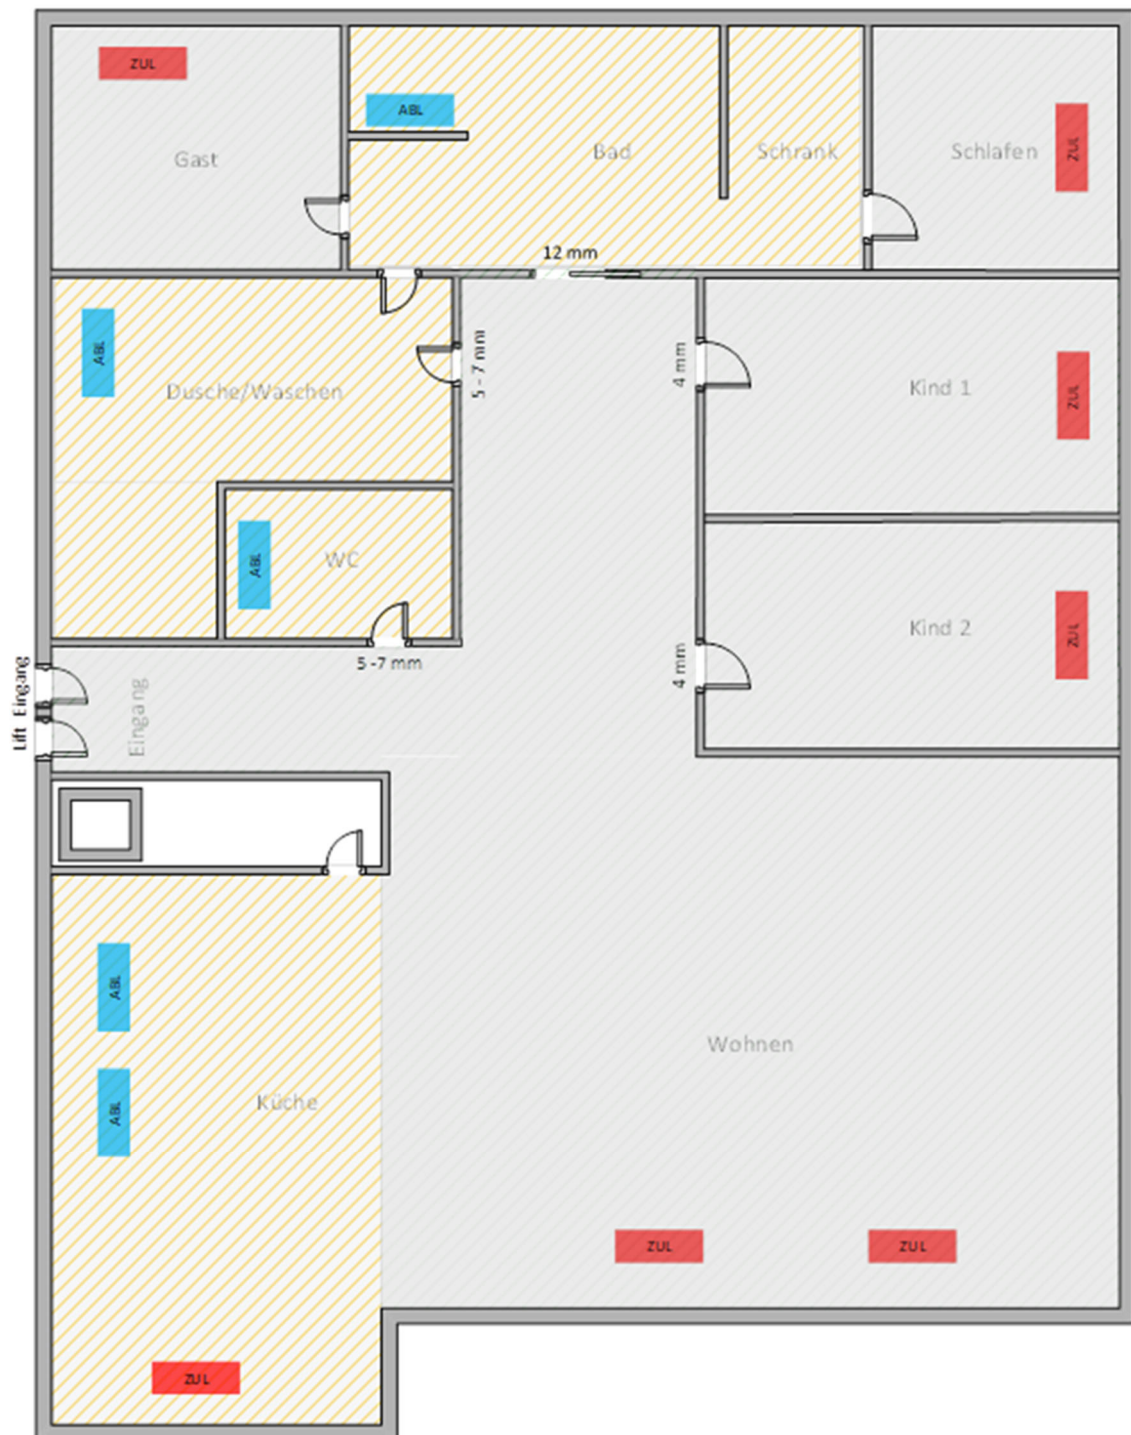 ZUL
Gast
ABL
Bad
Schrank
Schlafen
ZUL
12 mm
ABL
Dusche/Waschen
5 - 7 mm
4 mm
Kind 1
ZUL
ABL
WC
5 -7 mm
4 mm
Kind 2
ZUL
Lift Eingang
Eingang
ABL
ABL
Küche
Wohnen
ZUL
ZUL
ZUL